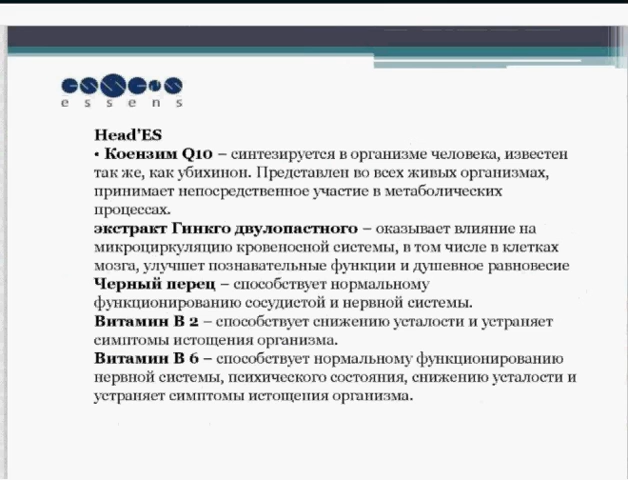 essens
e s s e n s
Head'ES
• Коензим Q10 – синтезируется в организме человека, известен
так же, как убихинон. Представлен во всех живых организмах,
принимает непосредственное участие в метаболических
процессах.
экстракт Гинкго двулопастного – оказывает влияние на
микроциркуляцию кровеносной системы, в том числе в клетках
мозга, улучшет познавательные функции и душевное равновесие
Черный перец – способствует нормальному
функционированию сосудистой и нервной системы.
Витамин B 2 – способствует снижению усталости и устраняет
симптомы истощения организма.
Витамин B 6 – способствует нормальному функционированию
нервной системы, психического состояния, снижению усталости и
устраняет симптомы истощения организма.